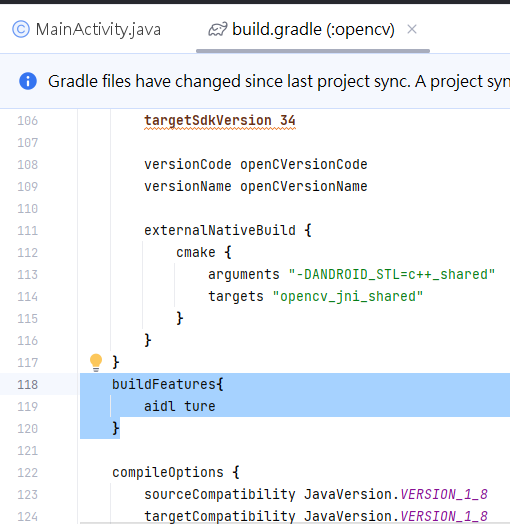 MainActivity.java build.gradle (:opencv)
Gradle files have changed since last project sync. A project syn
106 targetSdkVersion 34
107
108 versionCode openCVersionCode
109 versionName openCVersionName
110
111 externalNativeBuild {
112 cmake {
113 arguments "-DANDROID_STL=c++_shared"
114 targets "opencv_jni_shared"
115 }
116 }
117 }
118 buildFeatures{
119 aidl ture
120 }
121
122 compileOptions {
123 sourceCompatibility JavaVersion.VERSION_1_8
124 targetCompatibility JavaVersion.VERSION_1_8